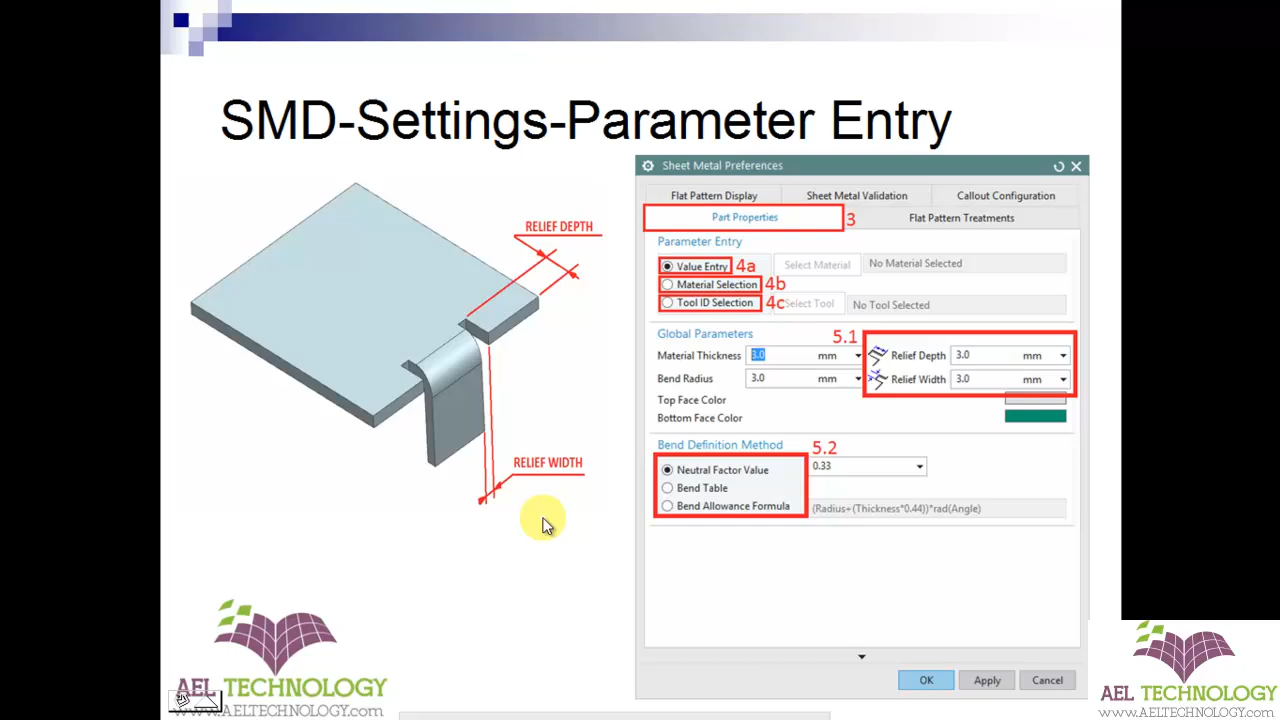 SMD-Settings-Parameter Entry
RELIEF DEPTH
RELIEF WIDTH
Sheet Metal Preferences
Flat Pattern Display Sheet Metal Validation Callout Configuration
Part Properties 3 Flat Pattern Treatments
Parameter Entry
Value Entry 4a Select Material No Material Selected
Material Selection 4b
Tool ID Selection 4c Select Tool No Tool Selected
Global Parameters 5.1
Material Thickness 3.0 mm Relief Depth 3.0 mm
Bend Radius 3.0 mm Relief Width 3.0 mm
Top Face Color
Bottom Face Color
Bend Definition Method 5.2
Neutral Factor Value 0.33
Bend Table
Bend Allowance Formula (Radius+(Thickness*0.44))*rad(Angle)
OK Apply Cancel
AEL TECHNOLOGY
www.AELTECHNOLOGY.com
AEL TECHNOLOGY
www.AELTECHNOLOGY.com